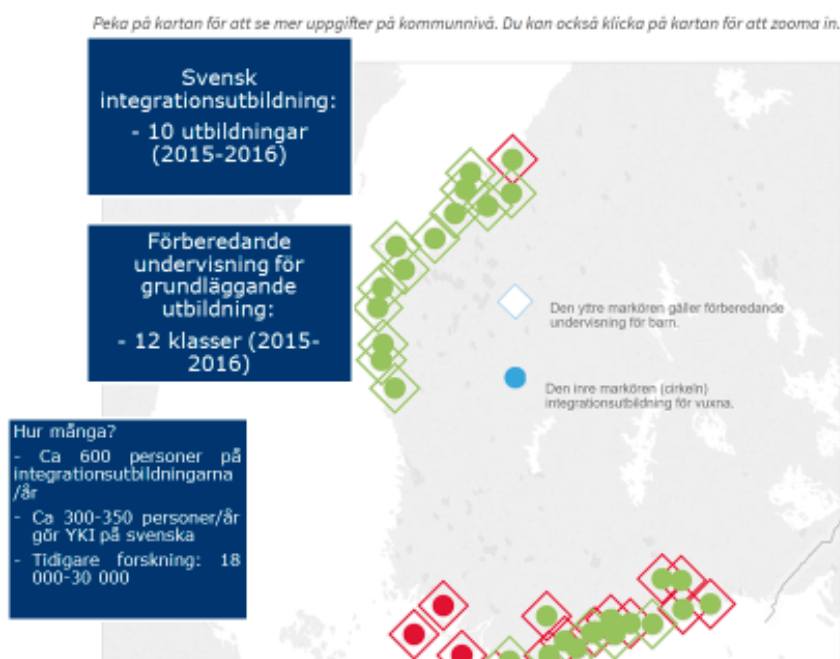 Peka på kartan för att se mer uppgifter på kommunnivå. Du kan också klicka på kartan för att zooma in.
Svensk
integrationsutbildning:
- 10 utbildningar
(2015-2016)
Förberedande
undervisning för
grundläggande
utbildning:
- 12 klasser (2015-
2016)
Den yttre markören gäller förberedande
undervisning för barn.
Den inre markören (cirkeln)
integrationsutbildning för vuxna.
Hur många?
- Ca 600 personer på
integrationsutbildningarna
/år
- Ca 300-350 personer/år
gör YKI på svenska
- Tidigare forskning: 18
000-30 000